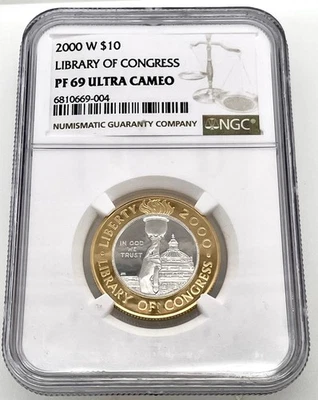 2000 W $10
LIBRARY OF CONGRESS
PF 69 ULTRA CAMEO
6810669-004
NUMISMATIC GUARANTY COMPANY
NGC
LIBERTY 2000
IN GOD
WE
TRUST
LIBRARY OF CONGRESS